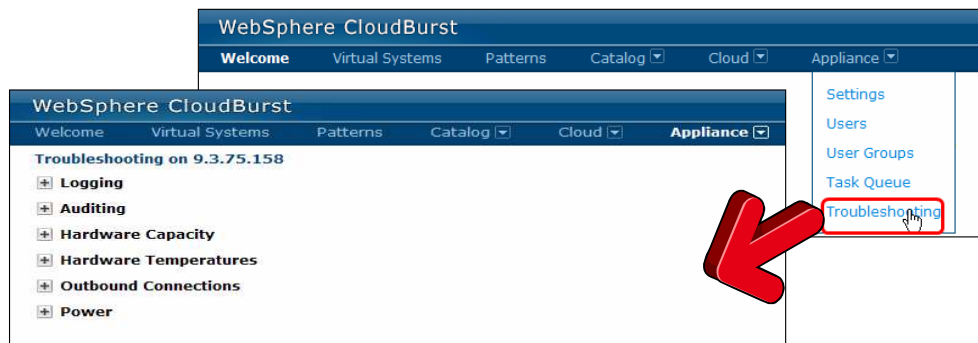 WebSphere CloudBurst
Welcome Virtual Systems Patterns Catalog Cloud Appliance
Settings
Users
User Groups
Task Queue
Troubleshooting
WebSphere CloudBurst
Welcome Virtual Systems Patterns Catalog Cloud Appliance
Troubleshooting on 9.3.75.158
Logging
Auditing
Hardware Capacity
Hardware Temperatures
Outbound Connections
Power